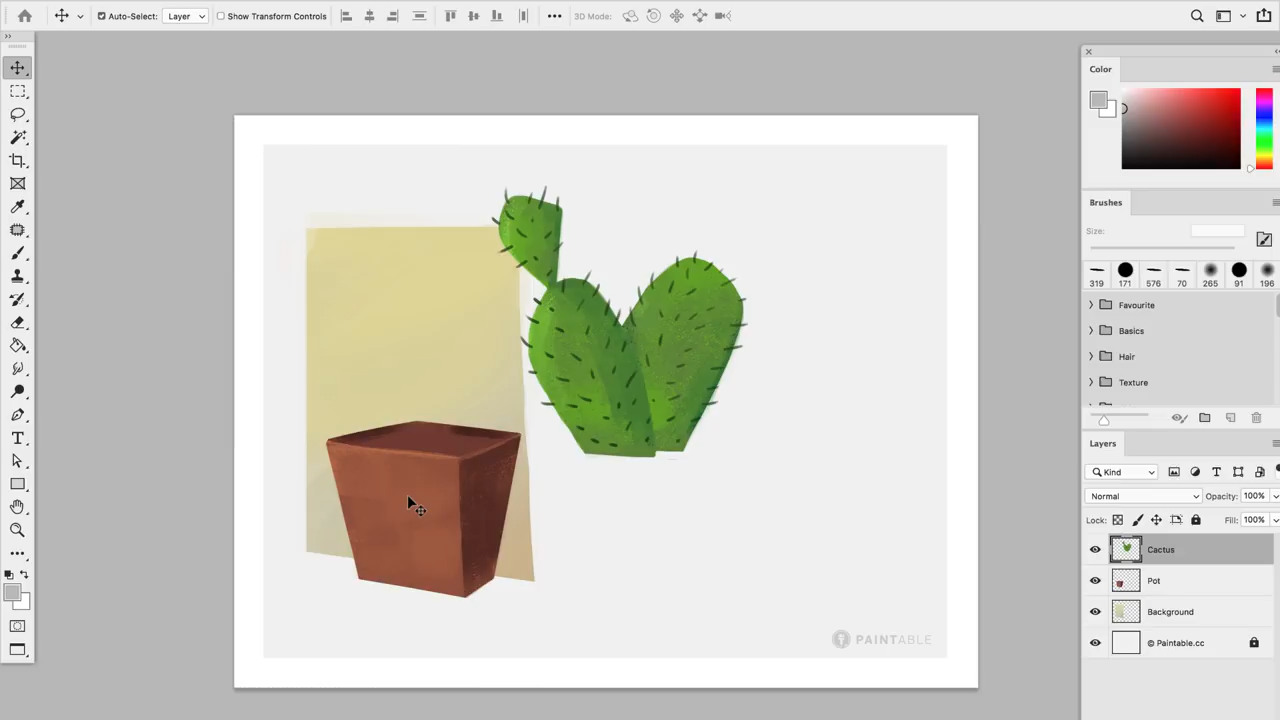 Auto-Select: Layer Show Transform Controls 3D Mode:
Color
Brushes
Size:
319 171 576 70 265 91 196
Favourite
Basics
Hair
Texture
Layers
Kind
Normal Opacity: 100%
Lock: Fill: 100%
Cactus
Pot
Background
© Paintable.cc
PAINTABLE